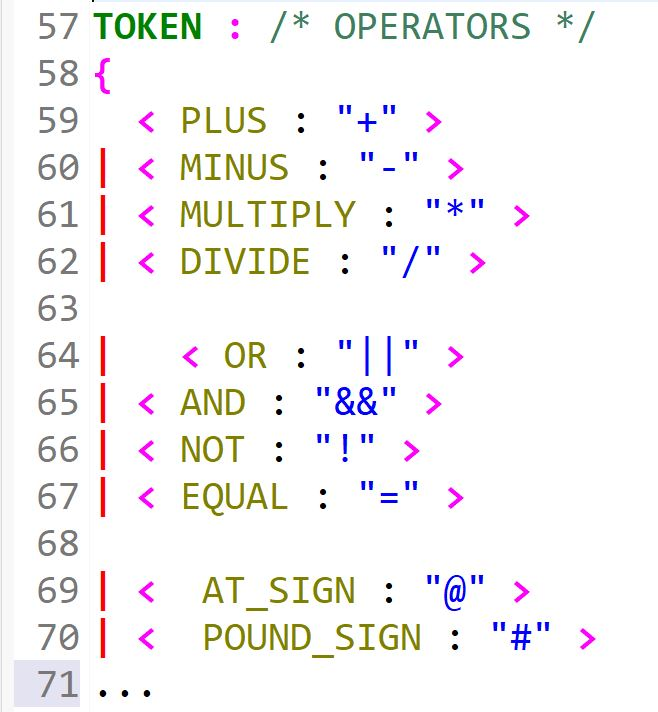 57 TOKEN : /* OPERATORS */
58 {
59   < PLUS : "+" >
60 | < MINUS : "-" >
61 | < MULTIPLY : "*" >
62 | < DIVIDE : "/" >
63
64 |   < OR : "||" >
65 | < AND : "&&" >
66 | < NOT : "!" >
67 | < EQUAL : "=" >
68
69 | <  AT_SIGN : "@" >
70 | <  POUND_SIGN : "#" >
71 ...